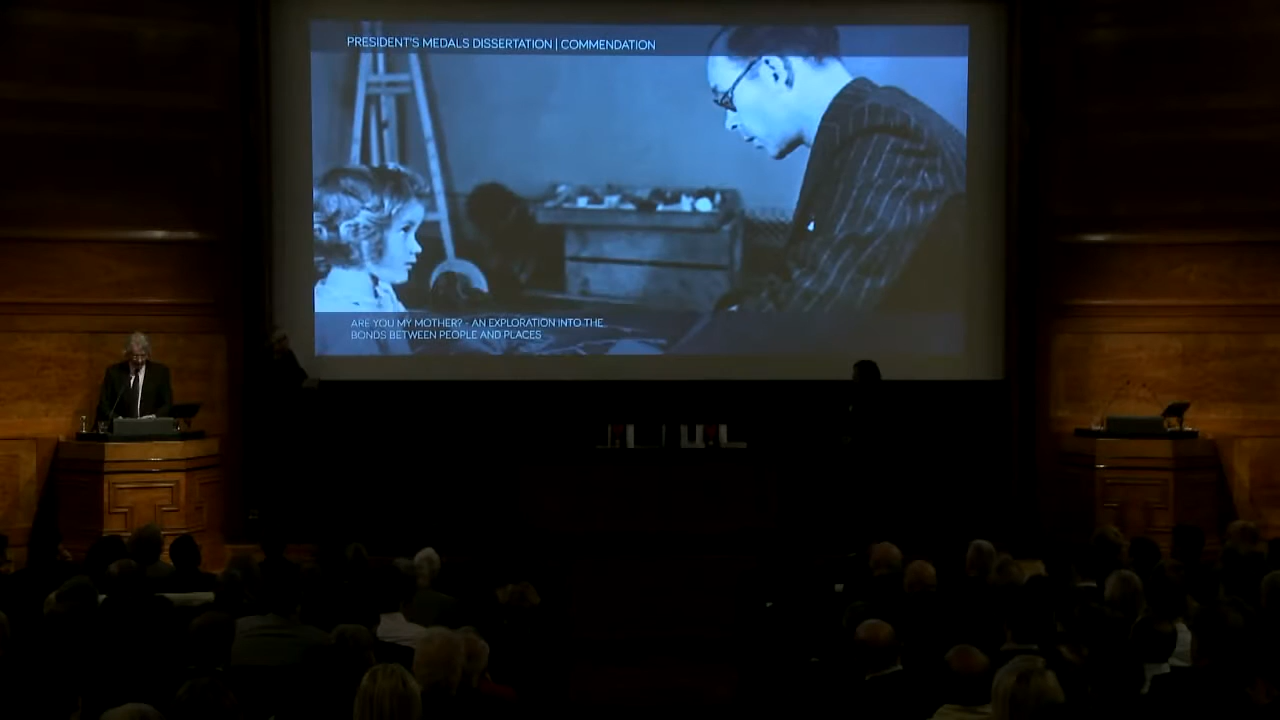 PRESIDENT'S MEDALS DISSERTATION | COMMENDATION
ARE YOU MY MOTHER? - AN EXPLORATION INTO THE
BONDS BETWEEN PEOPLE AND PLACES